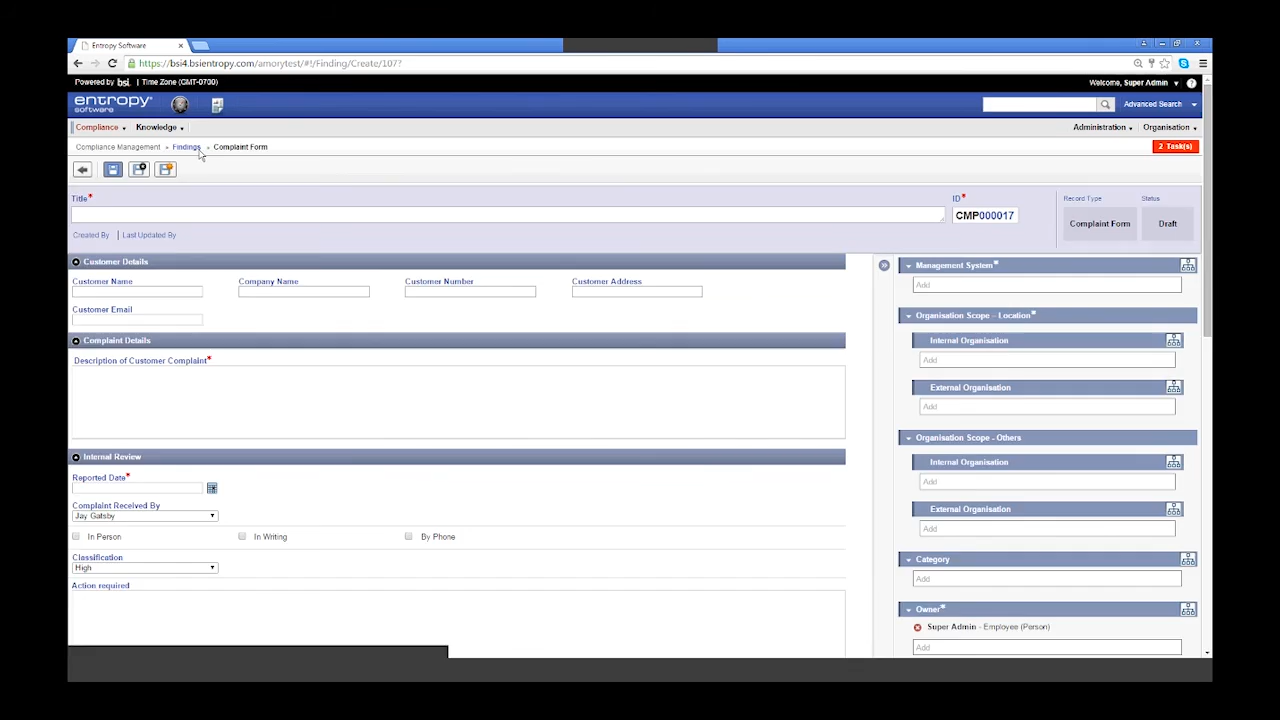 Entropy Software
https://bsi4.bsientropy.com/amorytest/#!/Finding/Create/107?
Powered by bsi. | Time Zone (GMT-0700)
Welcome, Super Admin
entropy® software
Advanced Search
Compliance Knowledge
Administration Organisation
Compliance Management Findings Complaint Form
2 Task(s)
Title*
ID*
CMP000017
Record Type
Complaint Form
Status
Draft
Created By | Last Updated By
Customer Details
Customer Name Company Name Customer Number Customer Address
Customer Email
Complaint Details
Description of Customer Complaint*
Internal Review
Reported Date*
Complaint Received By
Jay Gatsby
In Person In Writing By Phone
Classification
High
Action required
Management System*
Add
Organisation Scope – Location*
Internal Organisation
Add
External Organisation
Add
Organisation Scope - Others
Internal Organisation
Add
External Organisation
Add
Category
Add
Owner*
Super Admin - Employee (Person)
Add